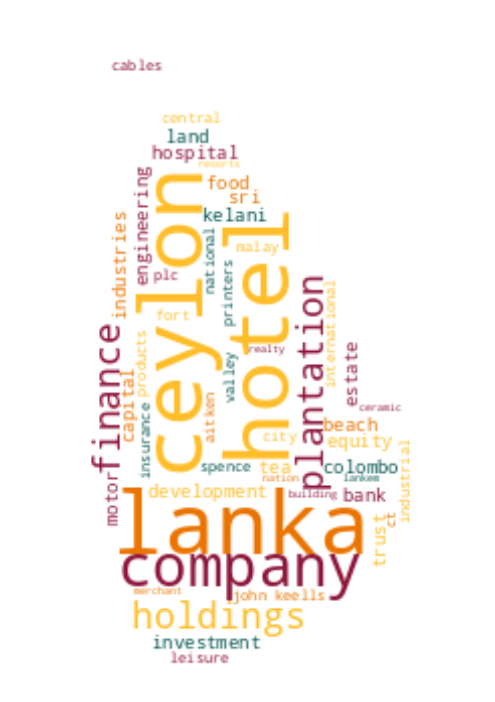 cables
central
land
hospital
resorts
engineering
food
sri
ceylon
kelani
industries
national
hotel
malay
plc
printers
plantation
international
fort
finance
products
realty
valley
estate
capital
aitken
insurance
ceramic
beach
city
equity
motor
spence
tea
colombo
industrial
nation
lankem
development
building
bank
lanka
trust
ct
company
merchant
john keells
holdings
investment
leisure